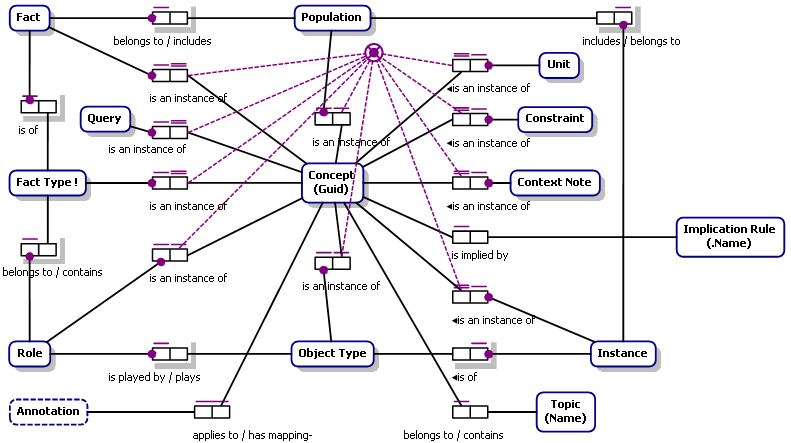 Fact
Population
belongs to / includes
includes / belongs to
Unit
is an instance of
◂is an instance of
Query
is of
is an instance of
is an instance of
Constraint
◂is an instance of
Fact Type !
Concept
(Guid)
Context Note
is an instance of
◂is an instance of
Implication Rule
(.Name)
belongs to / contains
is an instance of
is an instance of
is implied by
◂is an instance of
Role
Object Type
Instance
is played by / plays
◂is of
Annotation
Topic
(Name)
applies to / has mapping-
belongs to / contains